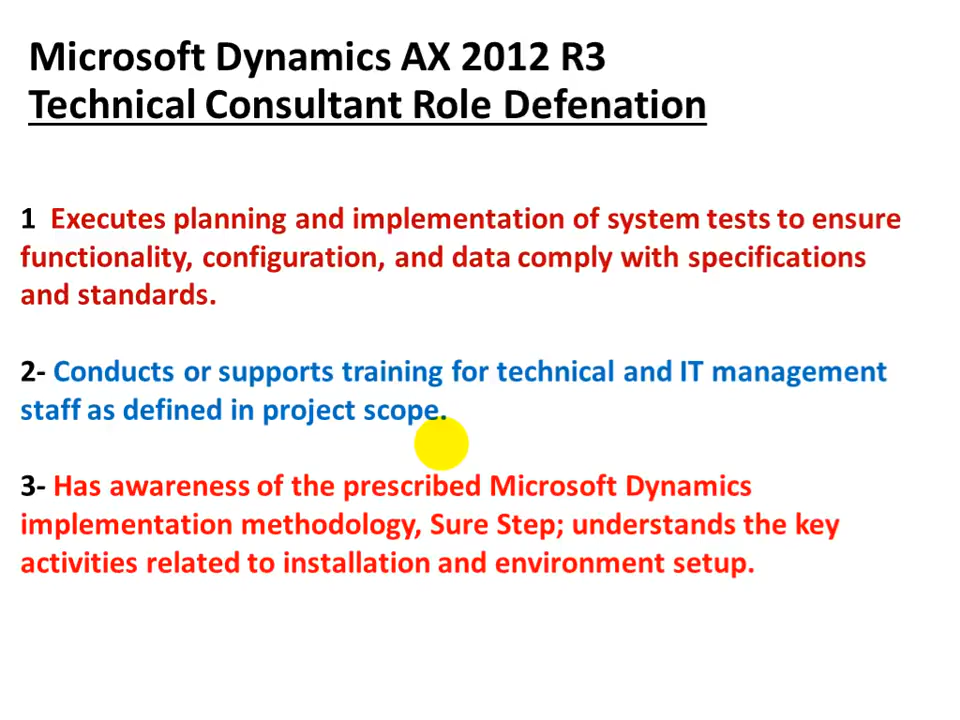 Microsoft Dynamics AX 2012 R3
Technical Consultant Role Defenation
1 Executes planning and implementation of system tests to ensure
functionality, configuration, and data comply with specifications
and standards.
2- Conducts or supports training for technical and IT management
staff as defined in project scope.
3- Has awareness of the prescribed Microsoft Dynamics
implementation methodology, Sure Step; understands the key
activities related to installation and environment setup.